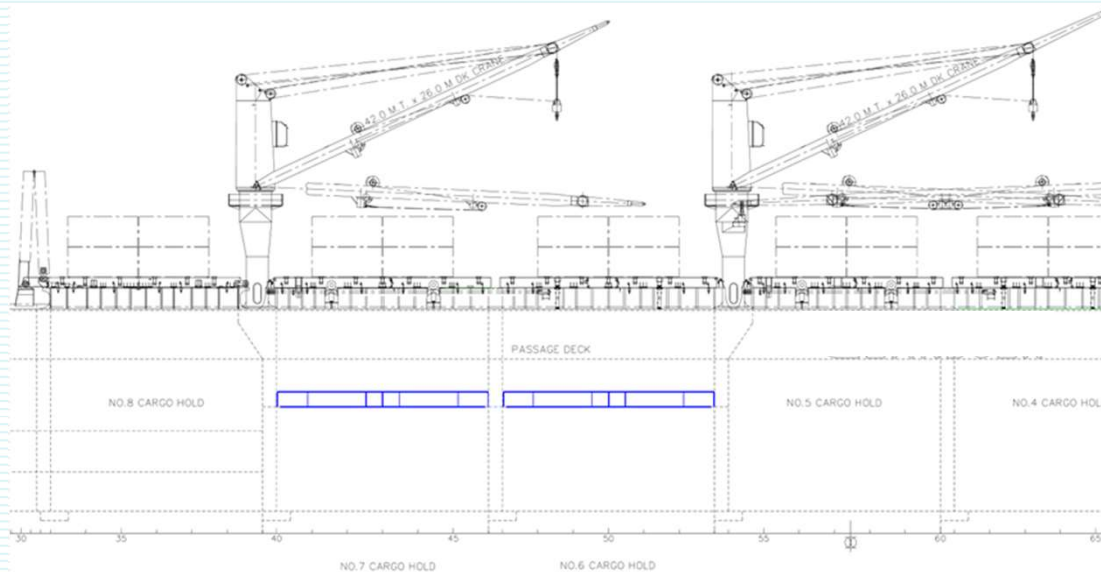 42.0 M.T. x 26.0 M DK CRANE
42.0 M.T. x 26.0 M DK CRANE
PASSAGE DECK
NO.8 CARGO HOLD
NO.5 CARGO HOLD
NO.4 CARGO HOL
30 35 40 45 50 55 60 65
NO.7 CARGO HOLD
NO.6 CARGO HOLD